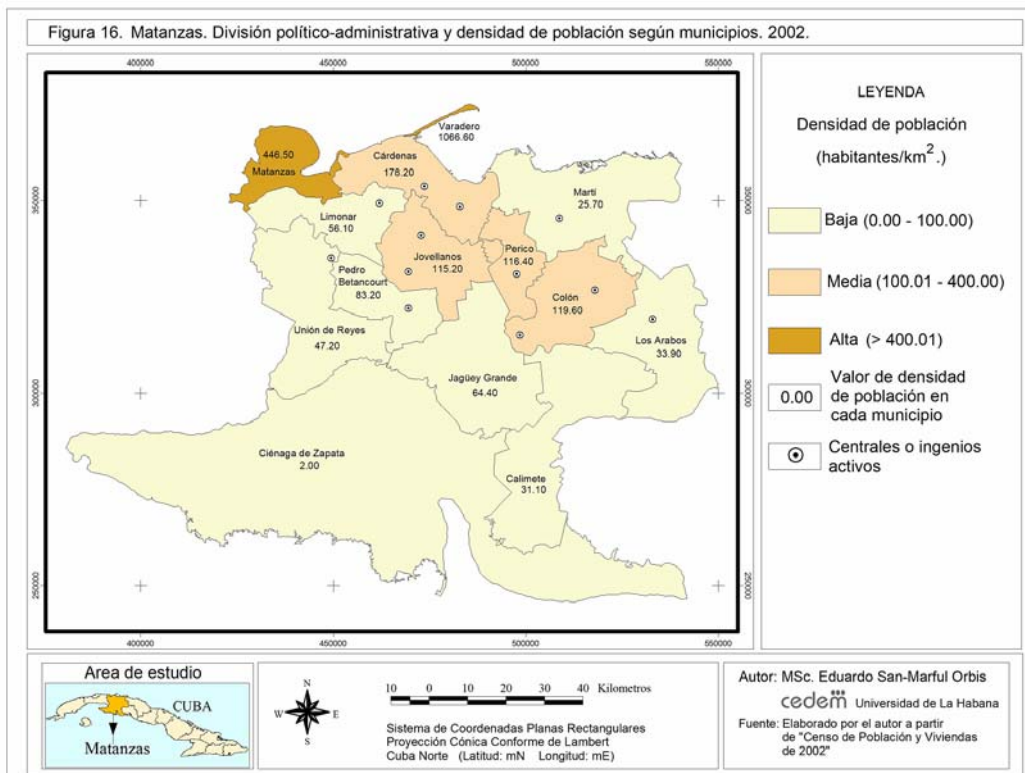 Figura 16. Matanzas. División político-administrativa y densidad de población según municipios. 2002.
400000
450000
500000
550000
350000
350000
300000
300000
250000
250000
400000
450000
500000
550000
Varadero
1066.60
446.50
Matanzas
Cárdenas
178.20
Martí
25.70
Limonar
56.10
Jovellanos
115.20
Perico
116.40
Pedro
Betancourt
83.20
Colón
119.60
Unión de Reyes
47.20
Los Arabos
33.90
Jagüey Grande
64.40
Ciénaga de Zapata
2.00
Calimete
31.10
LEYENDA
Densidad de población
(habitantes/km².)
Baja (0.00 - 100.00)
Media (100.01 - 400.00)
Alta (> 400.01)
0.00
Valor de densidad
de población en
cada municipio
Centrales o ingenios
activos
Area de estudio
CUBA
Matanzas
N
W
E
S
10 0 10 20 30 40 Kilometros
Sistema de Coordenadas Planas Rectangulares
Proyección Cónica Conforme de Lambert
Cuba Norte (Latitud: mN Longitud: mE)
Autor: MSc. Eduardo San-Marful Orbis
cedem Universidad de La Habana
Fuente: Elaborado por el autor a partir
de "Censo de Población y Viviendas
de 2002"